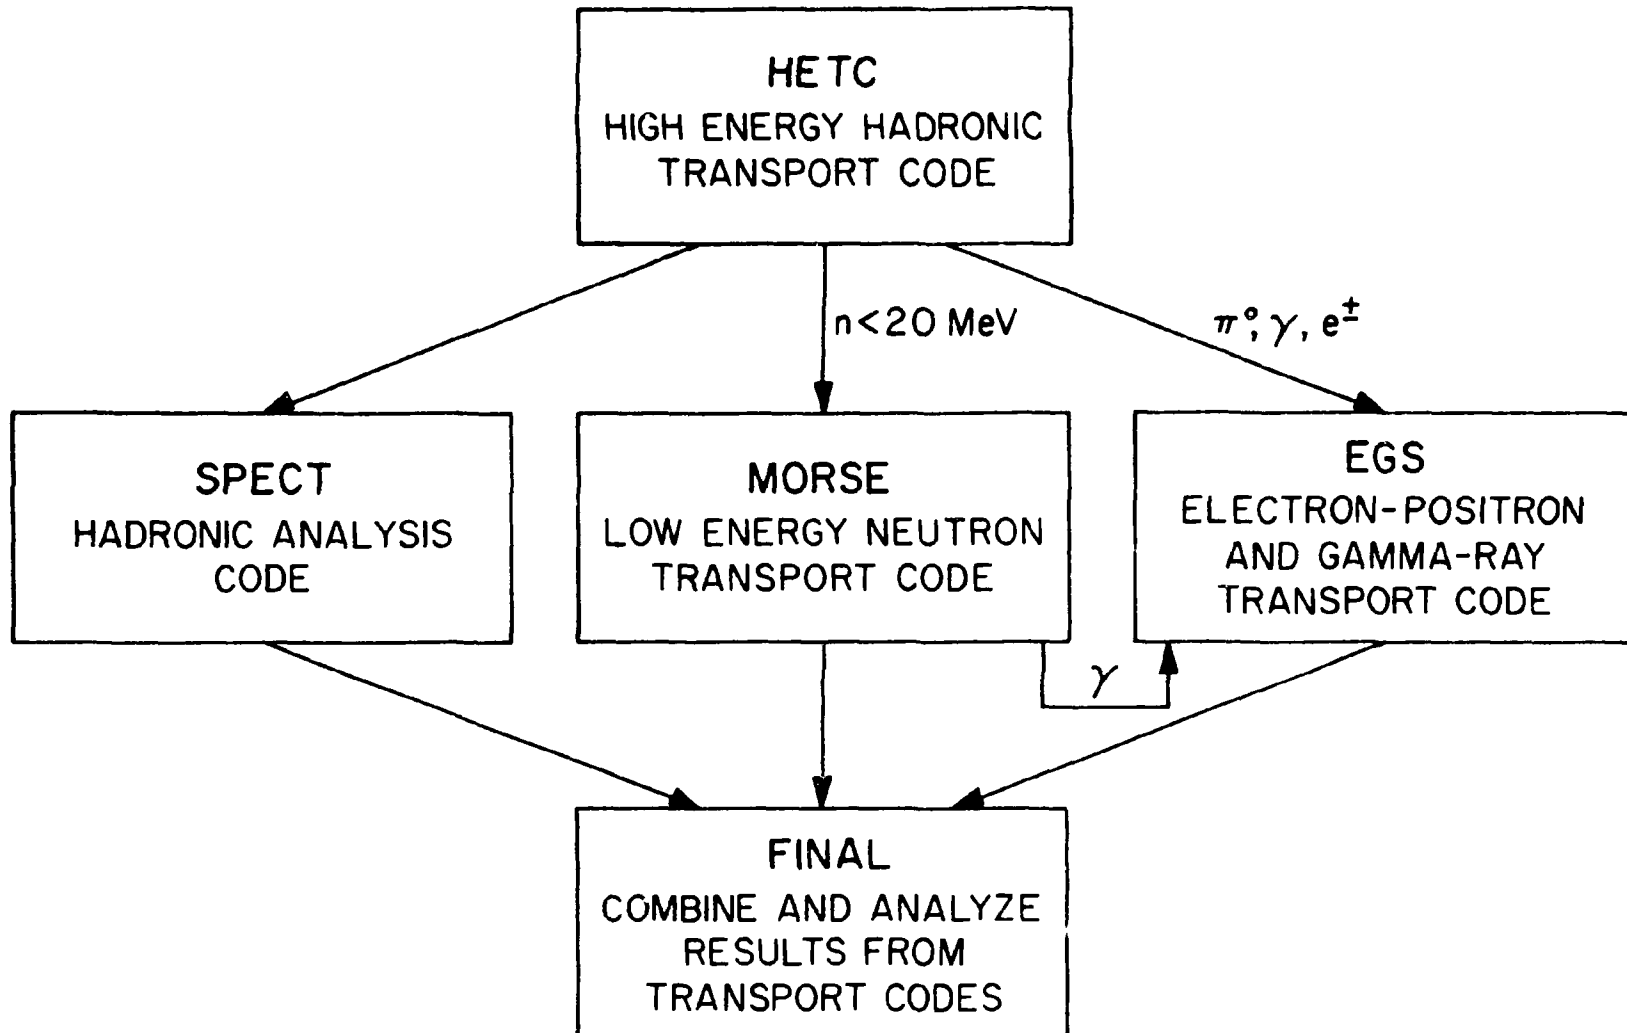 HETC
HIGH ENERGY HADRONIC
TRANSPORT CODE
n<20 MeV
π°, γ, e±
SPECT
HADRONIC ANALYSIS
CODE
MORSE
LOW ENERGY NEUTRON
TRANSPORT CODE
EGS
ELECTRON-POSITRON
AND GAMMA-RAY
TRANSPORT CODE
γ
FINAL
COMBINE AND ANALYZE
RESULTS FROM
TRANSPORT CODES